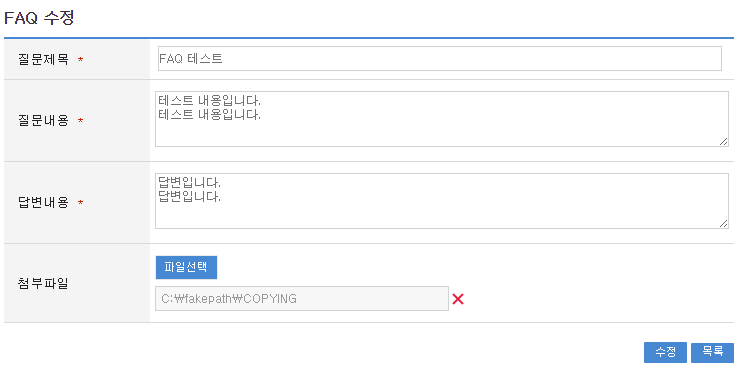 FAQ 수정
질문제목 *
FAQ 테스트
질문내용 *
테스트 내용입니다.
테스트 내용입니다.
답변내용 *
답변입니다.
답변입니다.
첨부파일
파일선택
C:₩fakepath₩COPYING
수정 목록